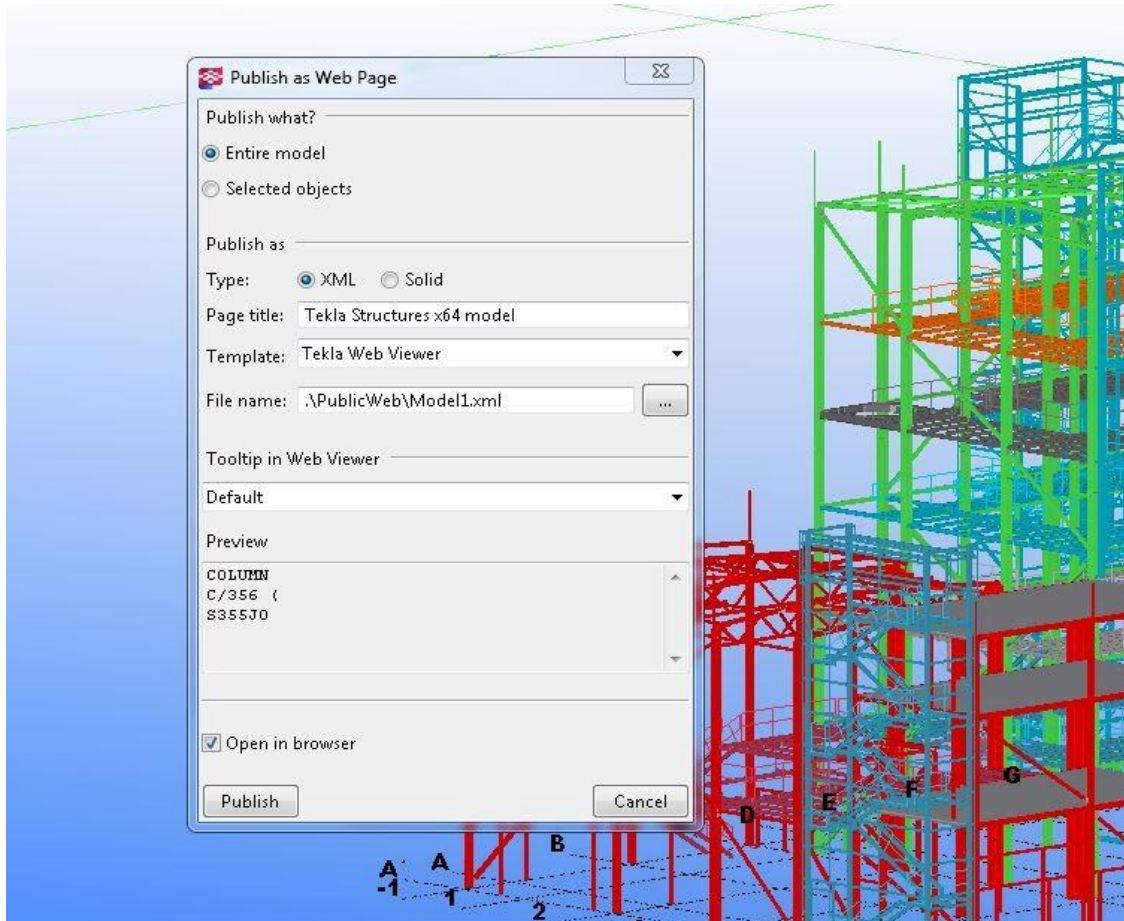 Publish as Web Page
Publish what?
Entire model
Selected objects
Publish as
Type: XML Solid
Page title: Tekla Structures x64 model
Template: Tekla Web Viewer
File name: .\PublicWeb\Model1.xml ...
Tooltip in Web Viewer
Default
Preview
COLUMN
C/356 (
S355J0
Open in browser
Publish Cancel
G
F
E
D
B
A
A
-1
1
2